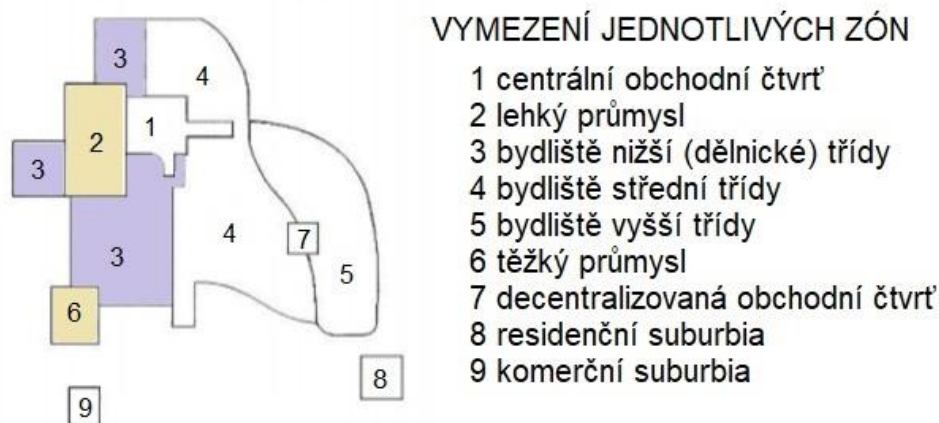 VYMEZENÍ JEDNOTLIVÝCH ZÓN
1 centrální obchodní čtvrť
2 lehký průmysl
3 bydliště nižší (dělnické) třídy
4 bydliště střední třídy
5 bydliště vyšší třídy
6 těžký průmysl
7 decentralizovaná obchodní čtvrť
8 residenční suburbia
9 komerční suburbia
3
4
1
2
3
4
7
3
5
6
8
9